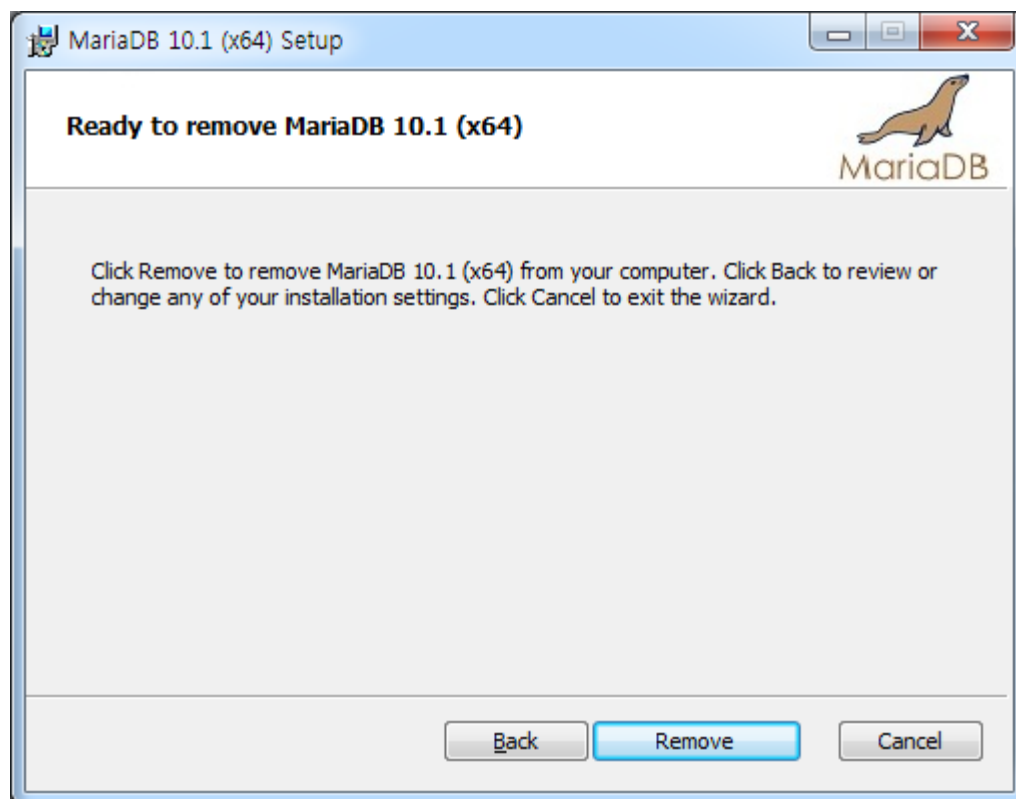 MariaDB 10.1 (x64) Setup
Ready to remove MariaDB 10.1 (x64)
MariaDB
Click Remove to remove MariaDB 10.1 (x64) from your computer. Click Back to review or
change any of your installation settings. Click Cancel to exit the wizard.
Back
Remove
Cancel